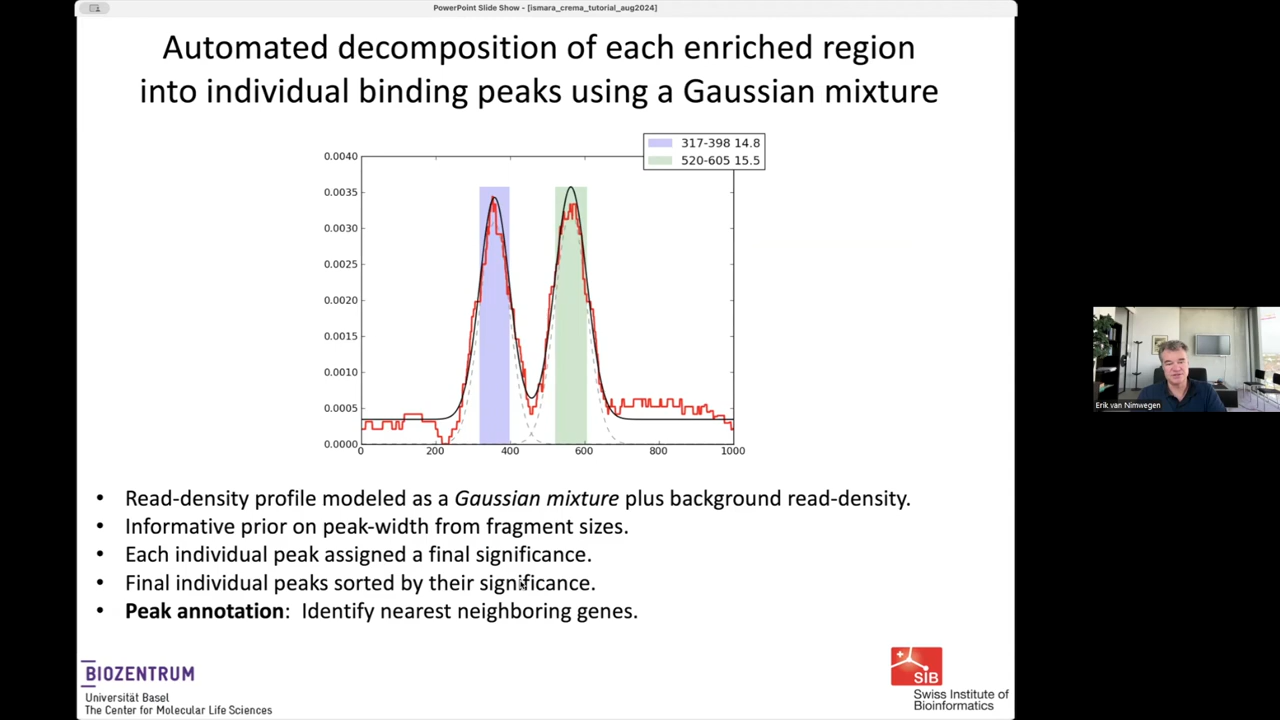 PowerPoint Slide Show - [ismara_crema_tutorial_aug2024]
Automated decomposition of each enriched region
into individual binding peaks using a Gaussian mixture
317-398 14.8
520-605 15.5
0.0040
0.0035
0.0030
0.0025
0.0020
0.0015
0.0010
0.0005
0.0000
0 200 400 600 800 1000
• Read-density profile modeled as a Gaussian mixture plus background read-density.
• Informative prior on peak-width from fragment sizes.
• Each individual peak assigned a final significance.
• Final individual peaks sorted by their significance.
• Peak annotation: Identify nearest neighboring genes.
BIOZENTRUM
Universität Basel
The Center for Molecular Life Sciences
SIB
Swiss Institute of
Bioinformatics
Erik van Nimwegen